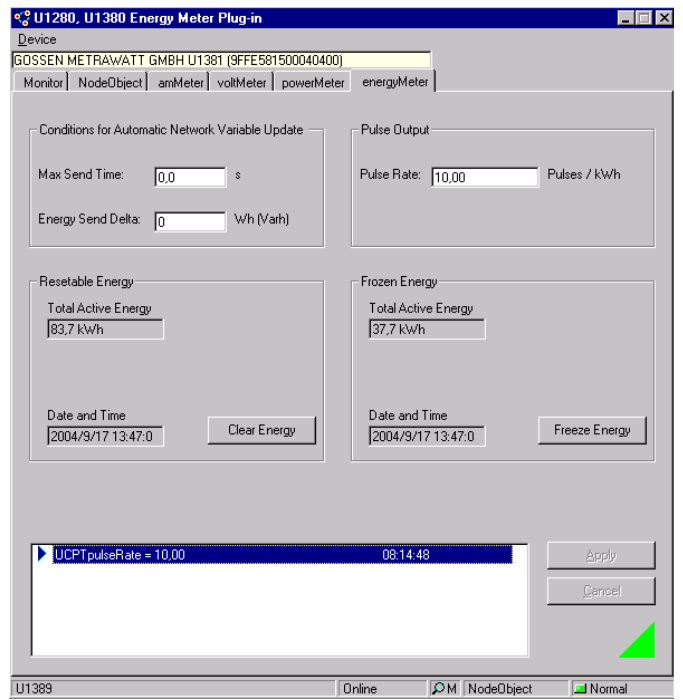 U1280, U1380 Energy Meter Plug-in
Device
GOSSEN METRAWATT GMBH U1381 (9FFE581500040400)
Monitor NodeObject amMeter voltMeter powerMeter energyMeter
Conditions for Automatic Network Variable Update
Max Send Time: 0,0 s
Energy Send Delta: 0 Wh (Varh)
Pulse Output
Pulse Rate: 10,00 Pulses / kWh
Resetable Energy
Total Active Energy
83,7 kWh
Date and Time
2004/9/17 13:47:0
Clear Energy
Frozen Energy
Total Active Energy
37,7 kWh
Date and Time
2004/9/17 13:47:0
Freeze Energy
UCPTpulseRate = 10,00 08:14:48
Apply
Cancel
U1389 Online M NodeObject Normal